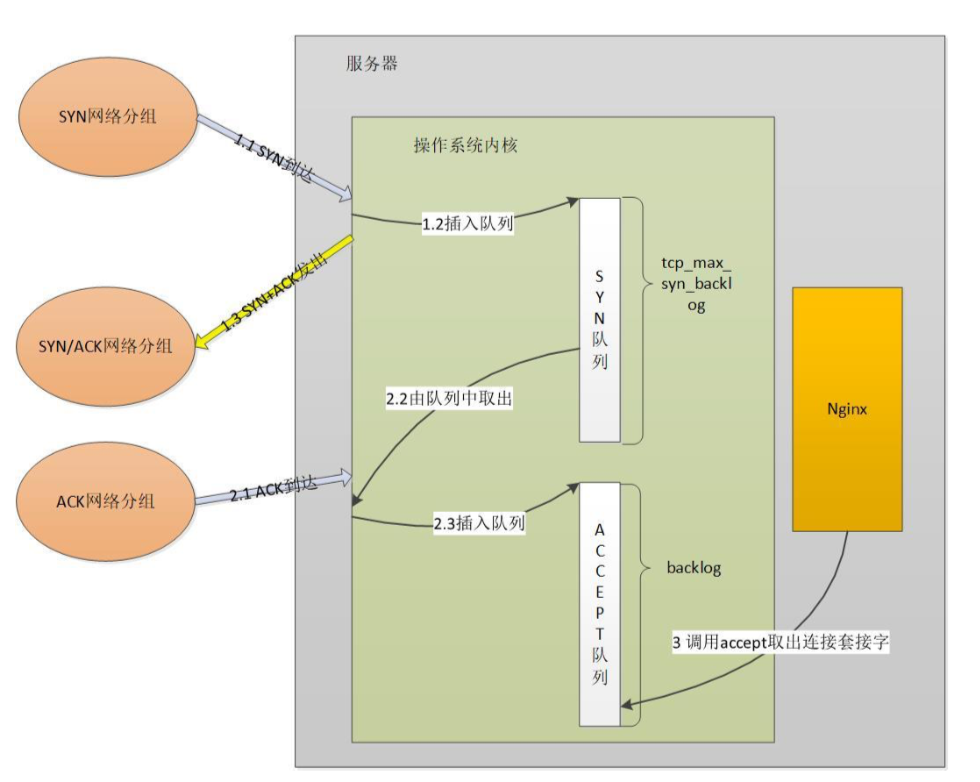 服务器
SYN网络分组
操作系统内核
1.1 SYN到达
1.2插入队列
tcp_max_
syn_backl
og
S
Y
N
队
列
1.3 SYN+ACK发出
SYN/ACK网络分组
2.2由队列中取出
Nginx
ACK网络分组
2.1 ACK到达
2.3插入队列
A
C
C
E
P
T
队
列
backlog
3 调用accept取出连接套接字